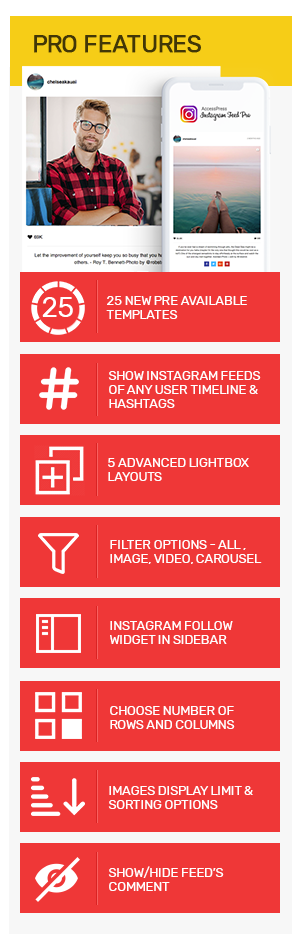 PRO FEATURES
chelseakauai
AccessPress
Instagram Feed Pro
69K
Let the improvement of yourself keep you so busy that you h
others. - Roy T. Bennett-Photo by @robate
25
25 NEW PRE AVAILABLE
TEMPLATES
#
SHOW INSTAGRAM FEEDS
OF ANY USER TIMELINE &
HASHTAGS
5 ADVANCED LIGHTBOX
LAYOUTS
FILTER OPTIONS - ALL ,
IMAGE, VIDEO, CAROUSEL
INSTAGRAM FOLLOW
WIDGET IN SIDEBAR
CHOOSE NUMBER OF
ROWS AND COLUMNS
IMAGES DISPLAY LIMIT &
SORTING OPTIONS
SHOW/HIDE FEED'S
COMMENT